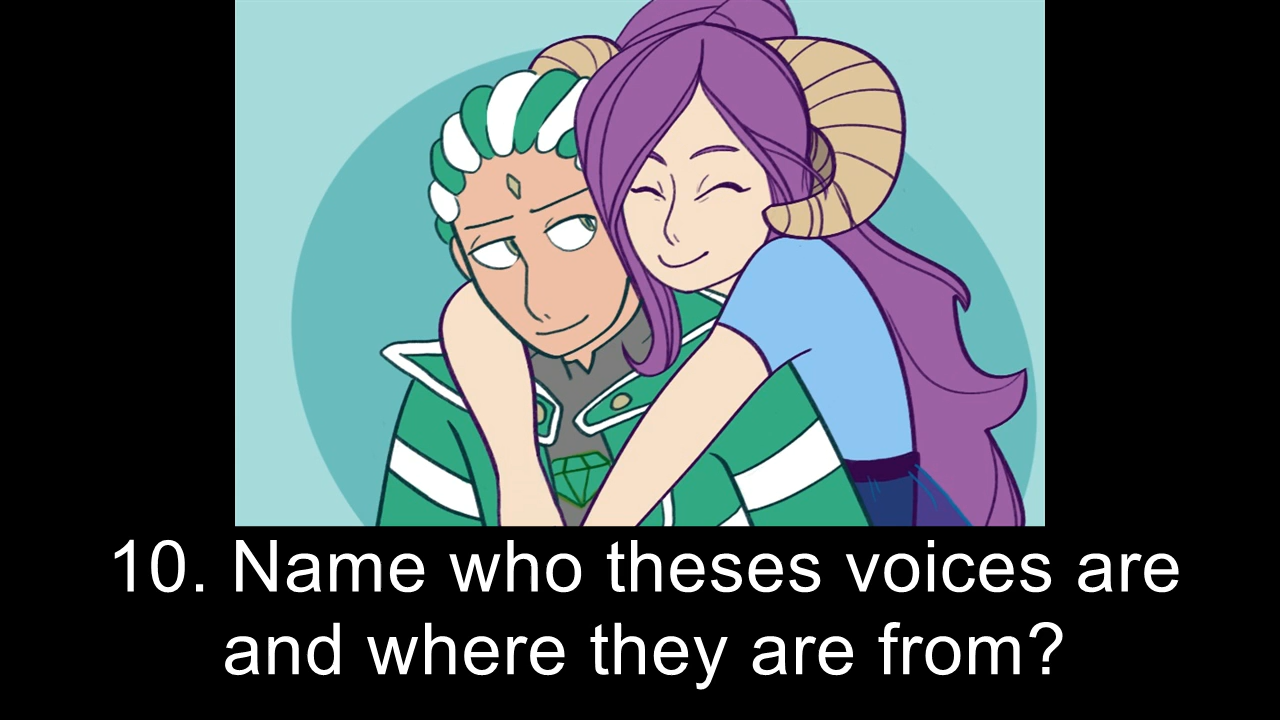 10. Name who theses voices are
and where they are from?